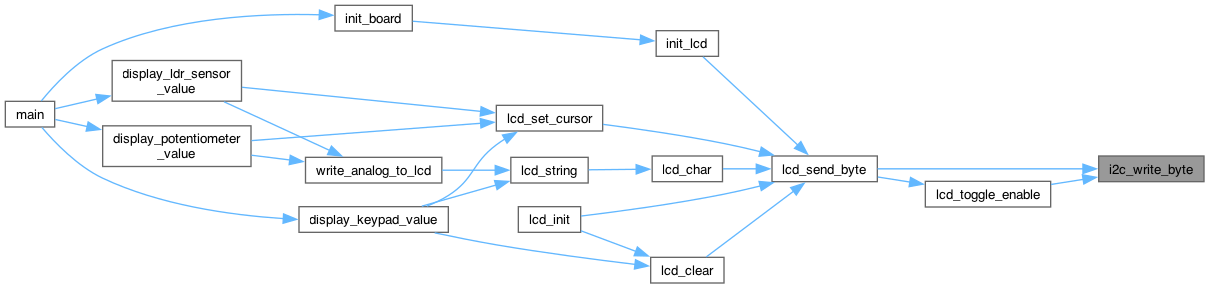 init_board
init_lcd
display_ldr_sensor
_value
main
lcd_set_cursor
display_potentiometer
_value
write_analog_to_lcd
lcd_string
lcd_char
lcd_send_byte
i2c_write_byte
lcd_toggle_enable
display_keypad_value
lcd_init
lcd_clear